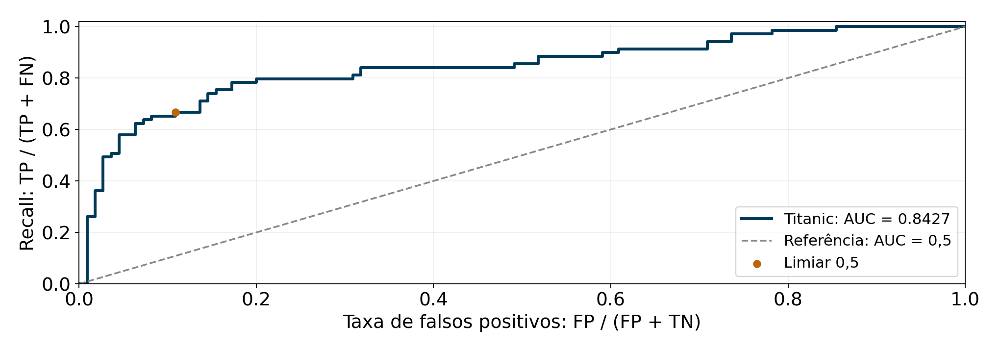 Recall: TP / (TP + FN)
1.0
0.8
0.6
0.4
0.2
0.0
Titanic: AUC = 0.8427
Referência: AUC = 0,5
Limiar 0,5
0.0 0.2 0.4 0.6 0.8 1.0
Taxa de falsos positivos: FP / (FP + TN)